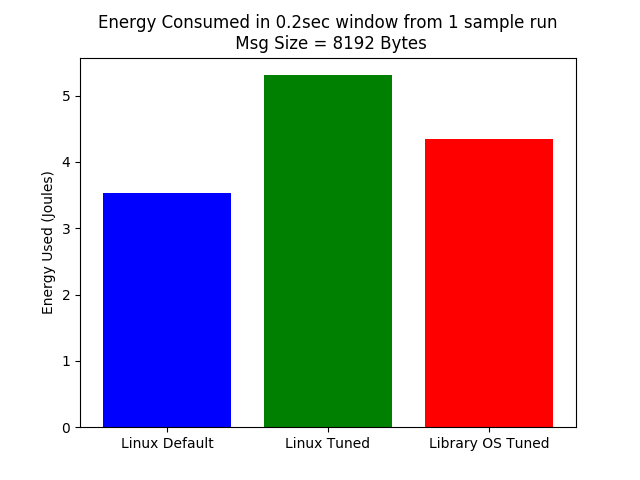 Energy Consumed in 0.2sec window from 1 sample run
Msg Size = 8192 Bytes
Energy Used (Joules)
5
4
3
2
1
0
Linux Default
Linux Tuned
Library OS Tuned